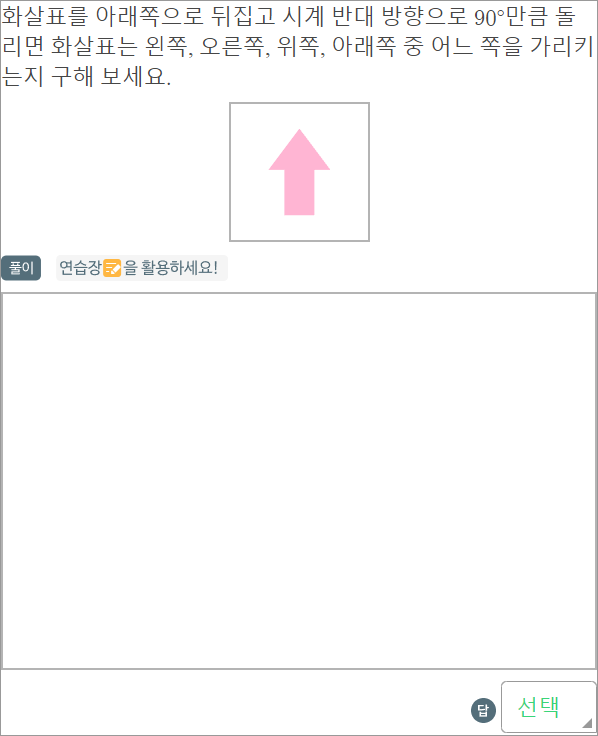 화살표를 아래쪽으로 뒤집고 시계 반대 방향으로 90°만큼 돌
리면 화살표는 왼쪽, 오른쪽, 위쪽, 아래쪽 중 어느 쪽을 가리키
는지 구해 보세요.
풀이 연습장을 활용하세요!
답 선택